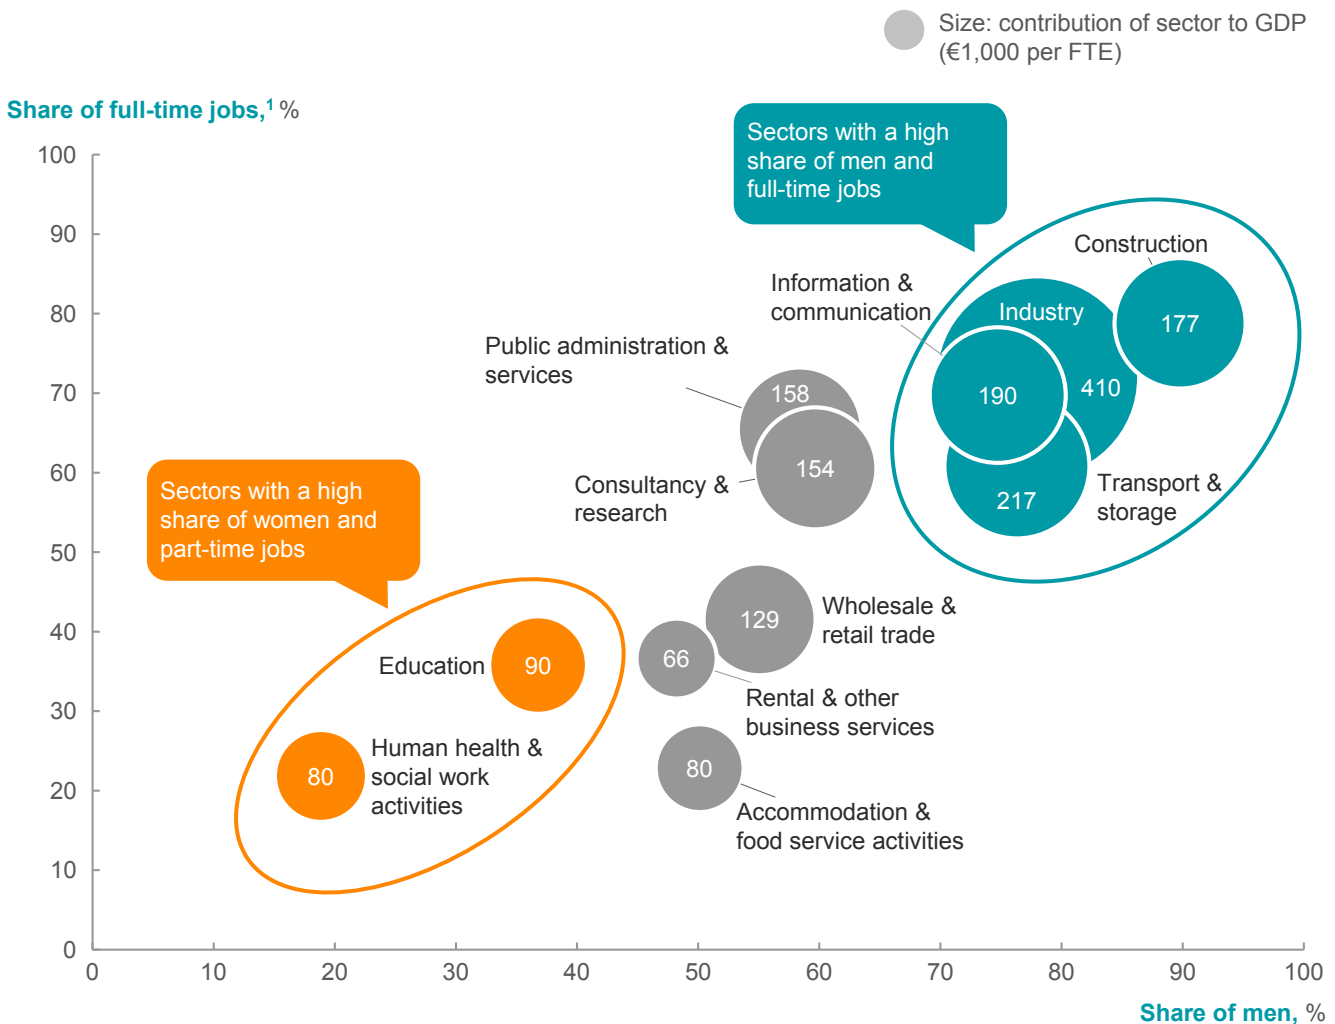 Size: contribution of sector to GDP
(€1,000 per FTE)
Share of full-time jobs,¹ %
Sectors with a high
share of men and
full-time jobs
100
90
80
70
60
50
40
30
20
10
0
Construction
177
Information &
communication
Industry
410
190
Public administration &
services
158
154
Consultancy &
research
Transport &
storage
217
Sectors with a high
share of women and
part-time jobs
Wholesale &
retail trade
129
Education
90
66
Rental & other
business services
Human health &
social work
activities
80
80
Accommodation &
food service activities
0
10
20
30
40
50
60
70
80
90
100
Share of men, %